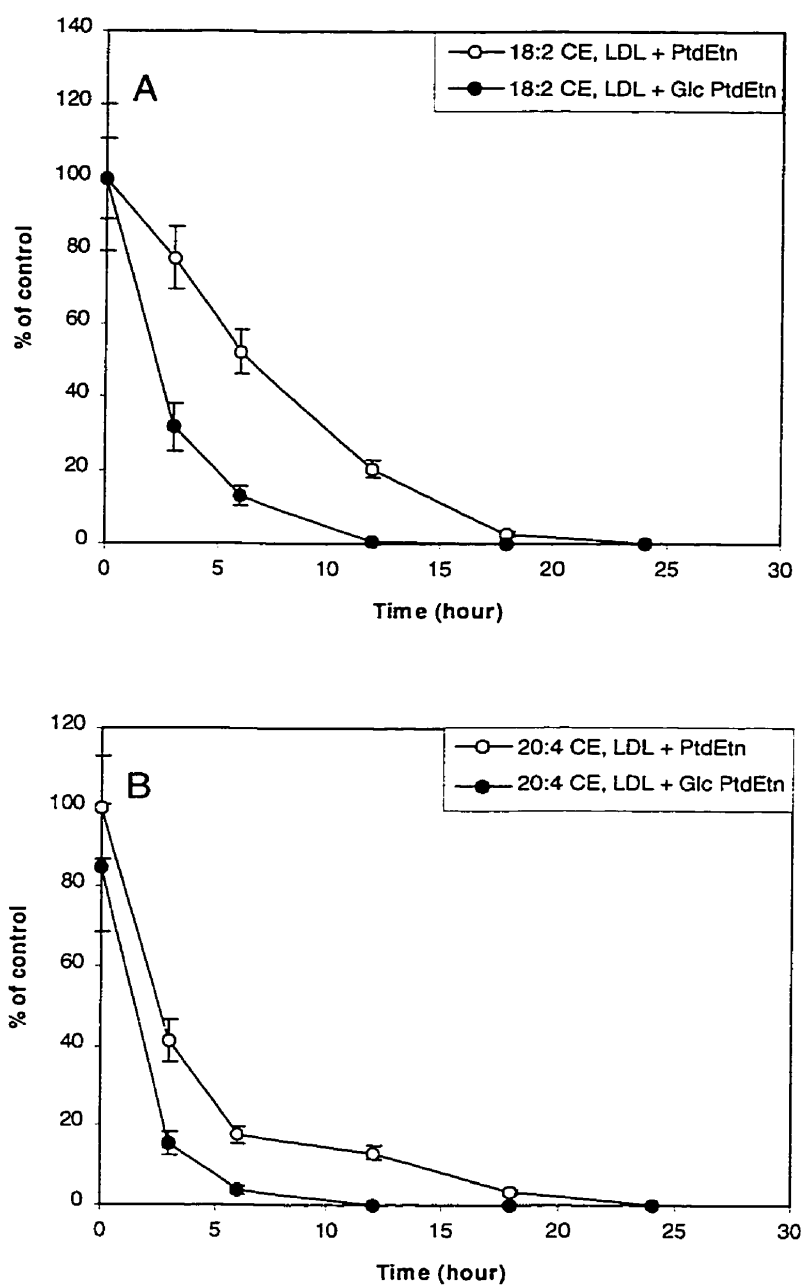 140
120
100
80
60
40
20
0
% of control
A
18:2 CE, LDL + PtdEtn
18:2 CE, LDL + Glc PtdEtn
0 5 10 15 20 25 30
Time (hour)
120
100
80
60
40
20
0
% of control
B
20:4 CE, LDL + PtdEtn
20:4 CE, LDL + Glc PtdEtn
0 5 10 15 20 25 30
Time (hour)